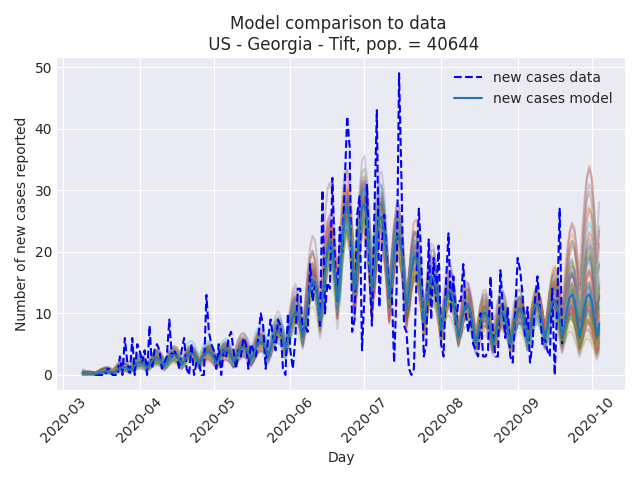 Model comparison to data
US - Georgia - Tift, pop. = 40644
new cases data
new cases model
Number of new cases reported
50
40
30
20
10
0
2020-03
2020-04
2020-05
2020-06
2020-07
2020-08
2020-09
2020-10
Day